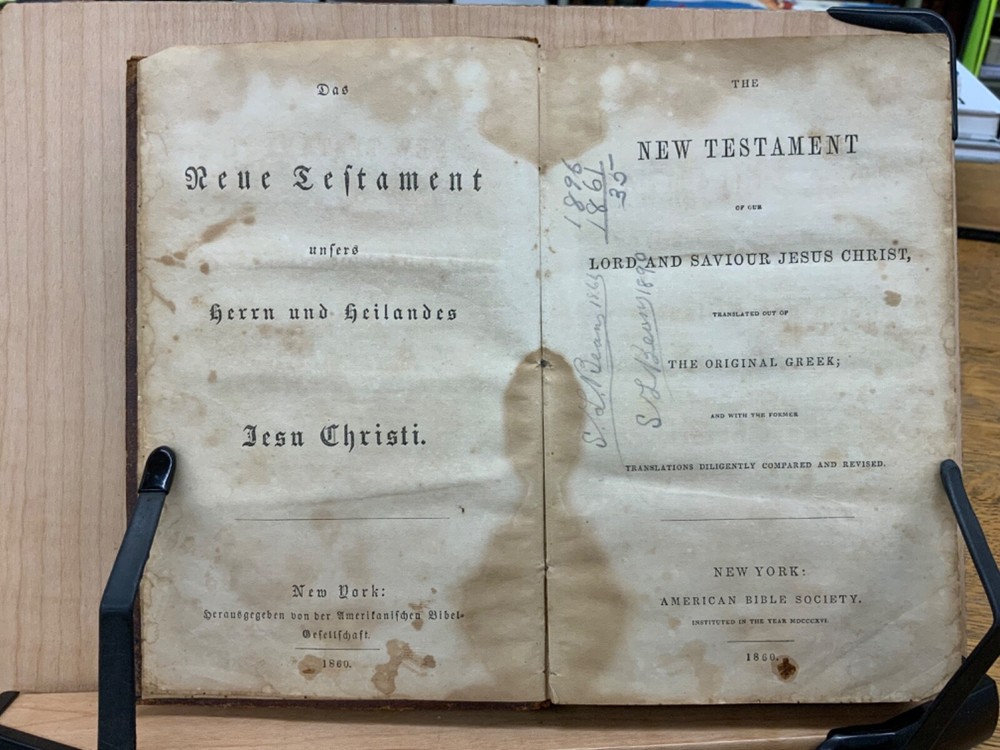 Das
Neue Testament
unsers
Herrn und Heilandes
Jesu Christi.
New York:
Herausgegeben von der Amerikanischen Bibel-
Gesellschaft.
1860.
THE
NEW TESTAMENT
OF OUR
LORD AND SAVIOUR JESUS CHRIST,
TRANSLATED OUT OF
THE ORIGINAL GREEK;
AND WITH THE FORMER
TRANSLATIONS DILIGENTLY COMPARED AND REVISED.
NEW YORK:
AMERICAN BIBLE SOCIETY.
INSTITUTED IN THE YEAR MDCCCXVI.
1860.
1896
1861
35
S. L. Beans
S L Bean 1890